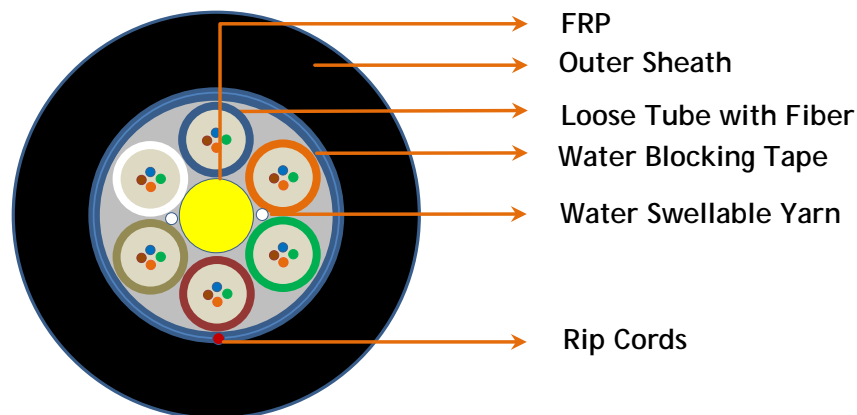 FRP
Outer Sheath
Loose Tube with Fiber
Water Blocking Tape
Water Swellable Yarn
Rip Cords